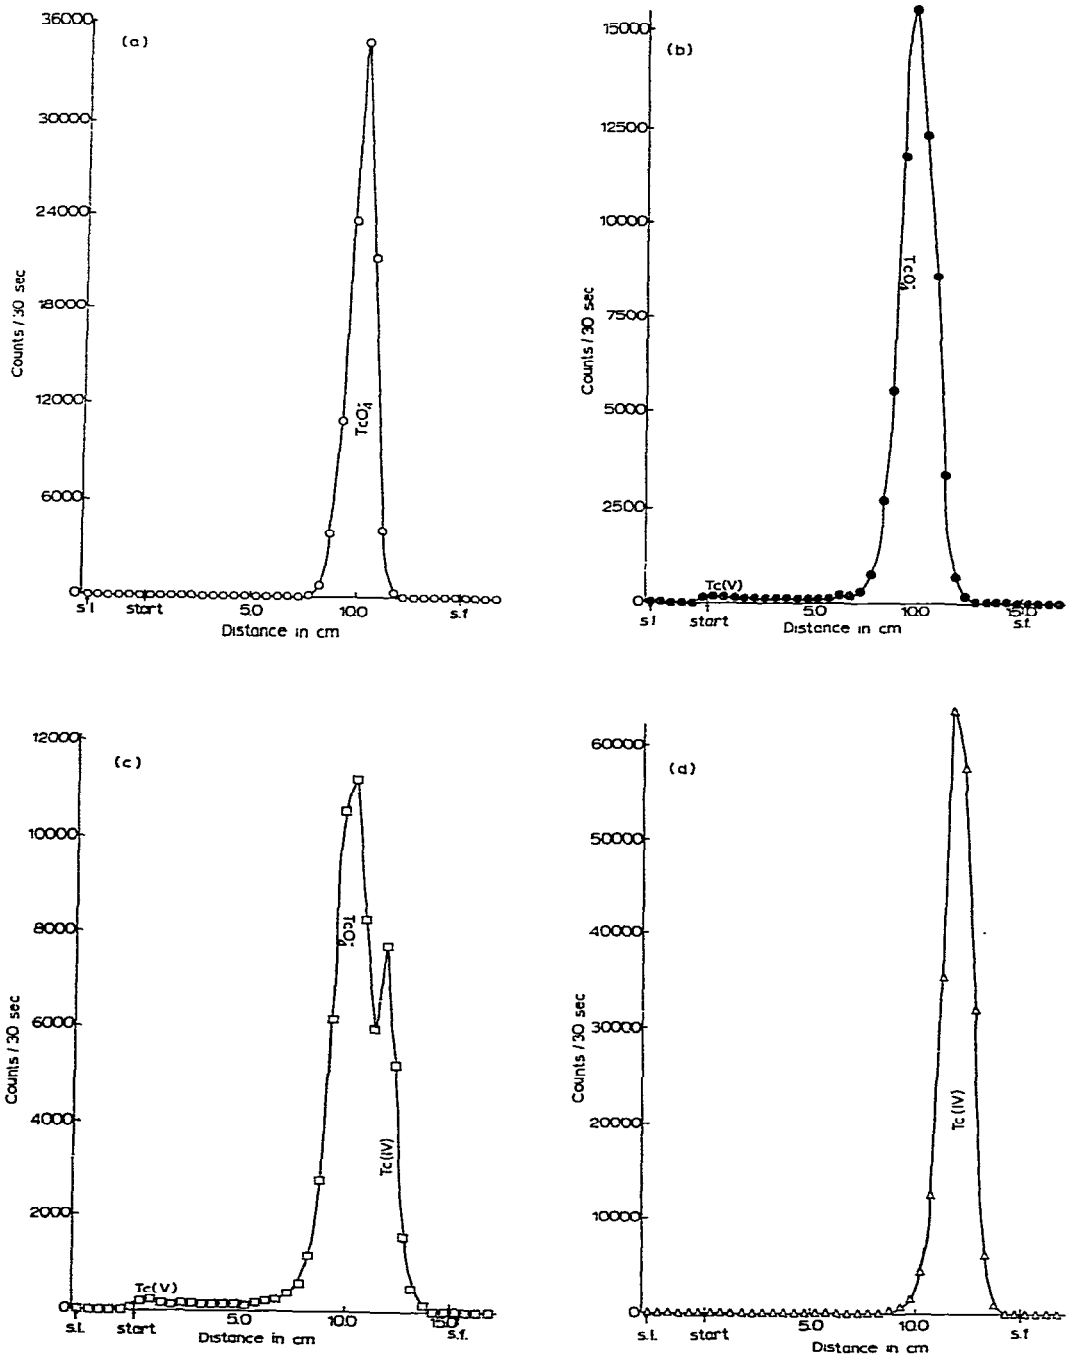 (a)
36000
30000
24000
18000
12000
6000
0
Counts / 30 sec
TcO₄⁻
s.l. start 5.0 10.0 s.f.
Distance in cm
(b)
15000
12500
10000
7500
5000
2500
0
Counts / 30 sec
TcO₄⁻
Tc(V)
s.l. start 5.0 10.0 15.0 s.f.
Distance in cm
(c)
12000
10000
8000
6000
4000
2000
0
Counts / 30 sec
TcO₄⁻
Tc(IV)
Tc(V)
s.l. start 5.0 10.0 15.0 s.f.
Distance in cm
(d)
60000
50000
40000
30000
20000
10000
0
Counts / 30 sec
Tc(IV)
s.l. start 5.0 10.0 s.f
Distance in cm